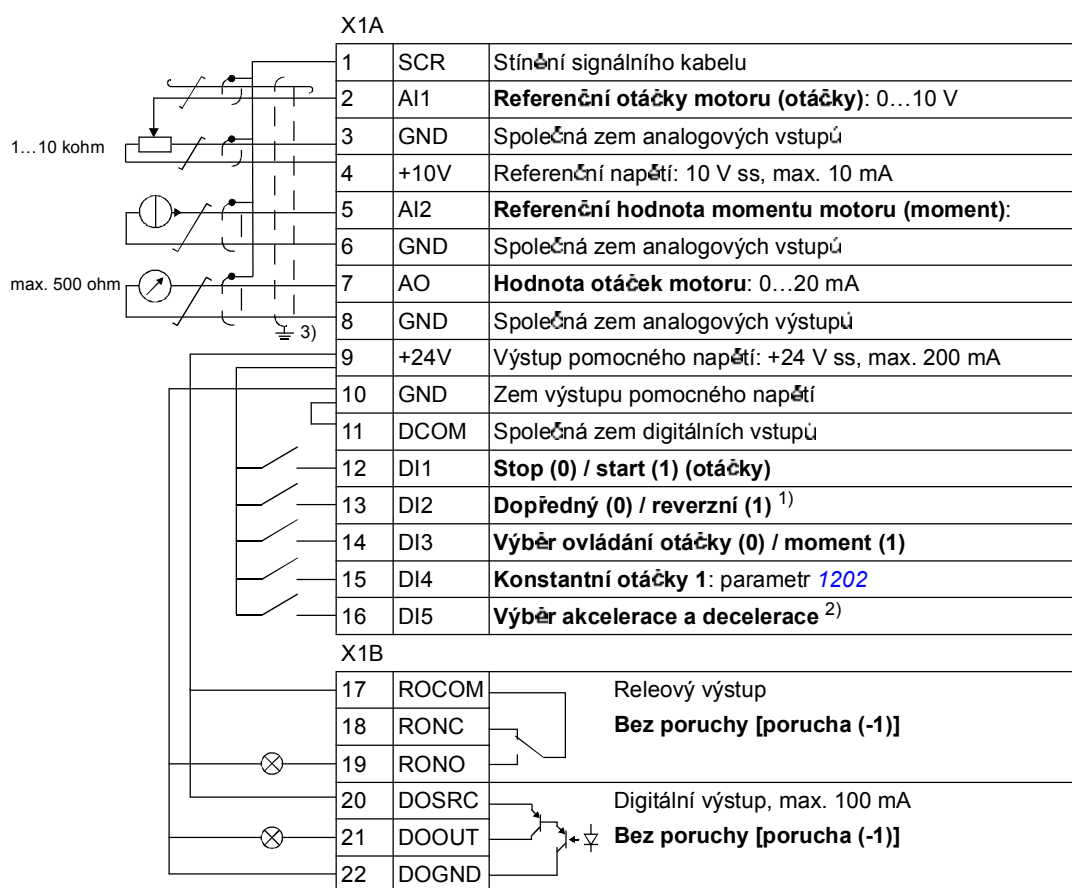 X1A
1 SCR Stínění signálního kabelu
2 AI1 Referenční otáčky motoru (otáčky): 0…10 V
1…10 kohm
3 GND Společná zem analogových vstupů
4 +10V Referenční napětí: 10 V ss, max. 10 mA
5 AI2 Referenční hodnota momentu motoru (moment):
6 GND Společná zem analogových vstupů
max. 500 ohm
7 AO Hodnota otáček motoru: 0…20 mA
8 GND Společná zem analogových výstupů
3)
9 +24V Výstup pomocného napětí: +24 V ss, max. 200 mA
10 GND Zem výstupu pomocného napětí
11 DCOM Společná zem digitálních vstupů
12 DI1 Stop (0) / start (1) (otáčky)
13 DI2 Dopředný (0) / reverzní (1) 1)
14 DI3 Výběr ovládání otáčky (0) / moment (1)
15 DI4 Konstantní otáčky 1: parametr 1202
16 DI5 Výběr akcelerace a decelerace 2)
X1B
17 ROCOM Releový výstup
18 RONC Bez poruchy [porucha (-1)]
19 RONO
20 DOSRC Digitální výstup, max. 100 mA
21 DOOUT Bez poruchy [porucha (-1)]
22 DOGND